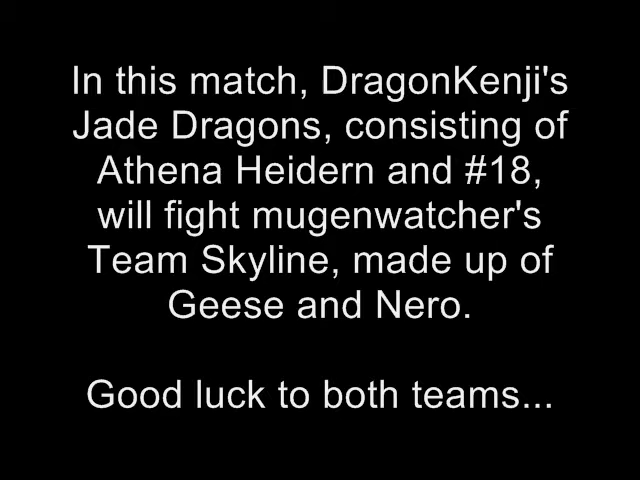 In this match, DragonKenji's
Jade Dragons, consisting of
Athena Heidern and #18,
will fight mugenwatcher's
Team Skyline, made up of
Geese and Nero.
Good luck to both teams...